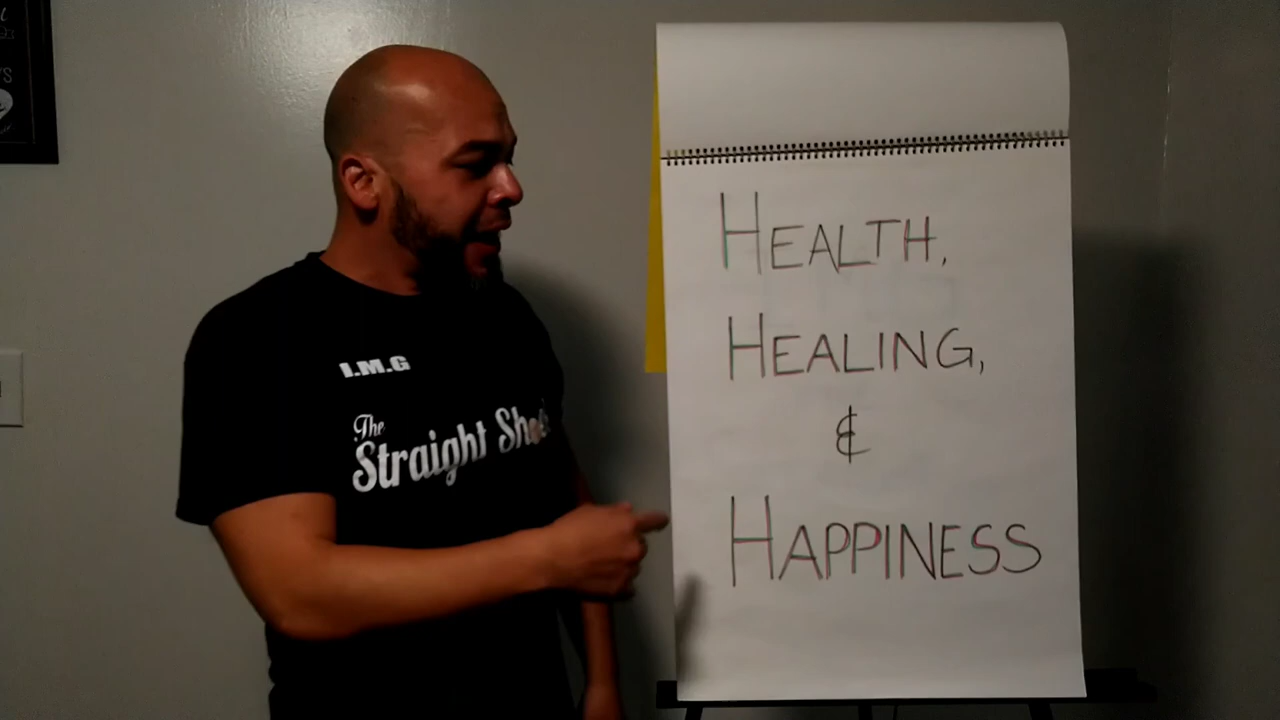 I.M.G
The
Straight
HEALTH,
HEALING,
&
HAPPINESS